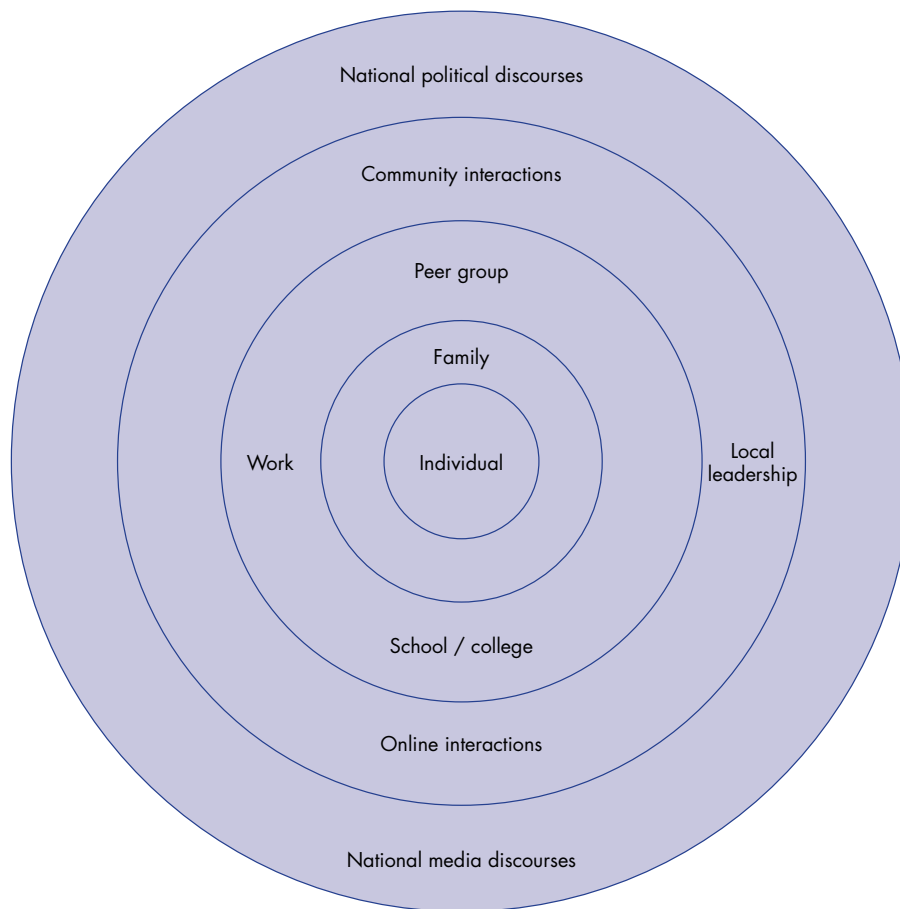 National political discourses
Community interactions
Peer group
Family
Work
Individual
Local
leadership
School / college
Online interactions
National media discourses